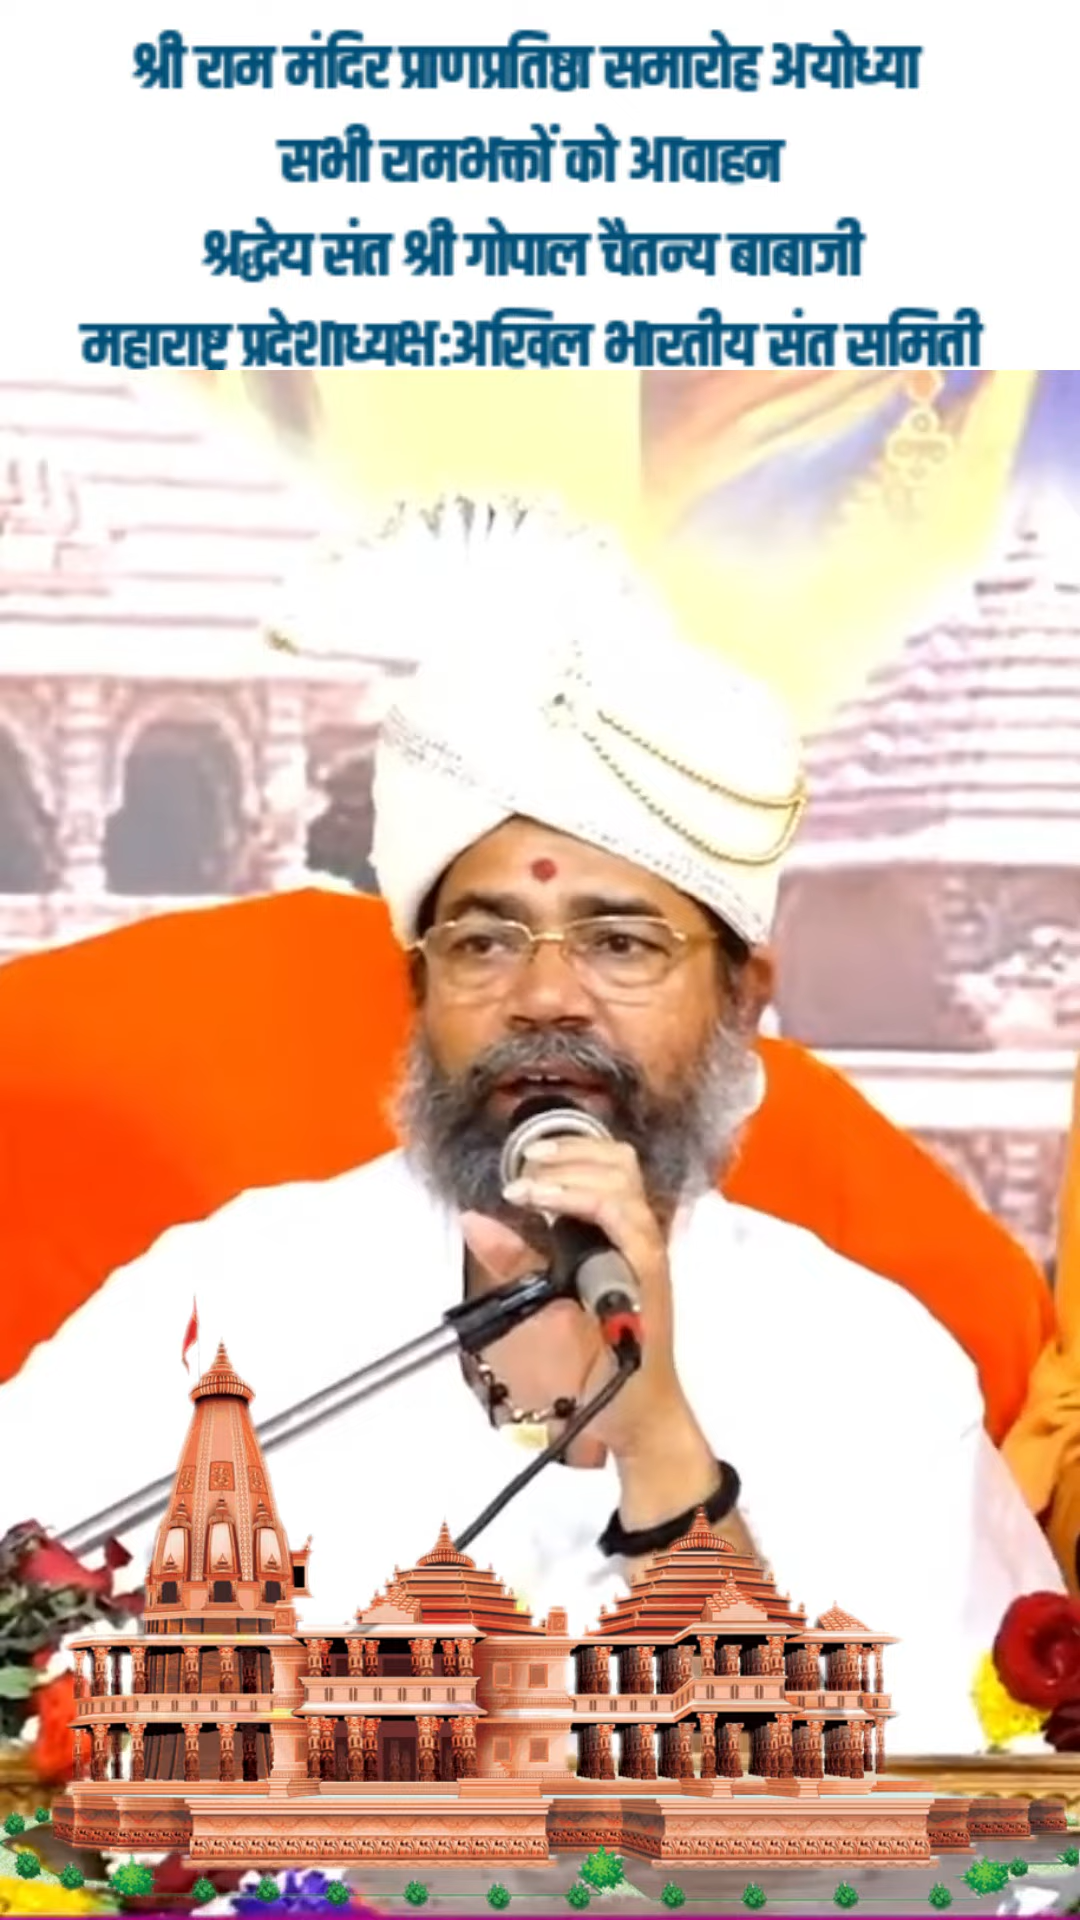 श्री राम मंदिर प्राणप्रतिष्ठा समारोह अयोध्या
सभी रामभक्तों को आवाहन
श्रद्धेय संत श्री गोपाल चैतन्य बाबाजी
महाराष्ट्र प्रदेशाध्यक्ष:अखिल भारतीय संत समिती